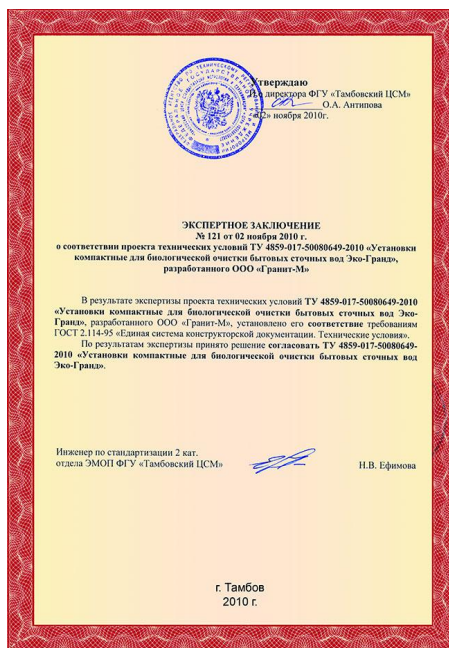 Утверждаю
директора ФГУ «Тамбовский ЦСМ»
О.А. Антипова
«02» ноября 2010г.
ЭКСПЕРТНОЕ ЗАКЛЮЧЕНИЕ
№ 121 от 02 ноября 2010 г.
о соответствии проекта технических условий ТУ 4859-017-50080649-2010 «Установки
компактные для биологической очистки бытовых сточных вод Эко-Гранд»,
разработанного ООО «Гранит-М»
В результате экспертизы проекта технических условий ТУ 4859-017-50080649-2010
«Установки компактные для биологической очистки бытовых сточных вод Эко-
Гранд», разработанного ООО «Гранит-М», установлено его соответствие требованиям
ГОСТ 2.114-95 «Единая система конструкторской документации. Технические условия».
По результатам экспертизы принято решение согласовать ТУ 4859-017-50080649-
2010 «Установки компактные для биологической очистки бытовых сточных вод
Эко-Гранд».
Инженер по стандартизации 2 кат.
отдела ЭМОП ФГУ «Тамбовский ЦСМ»
Н.В. Ефимова
г. Тамбов
2010 г.